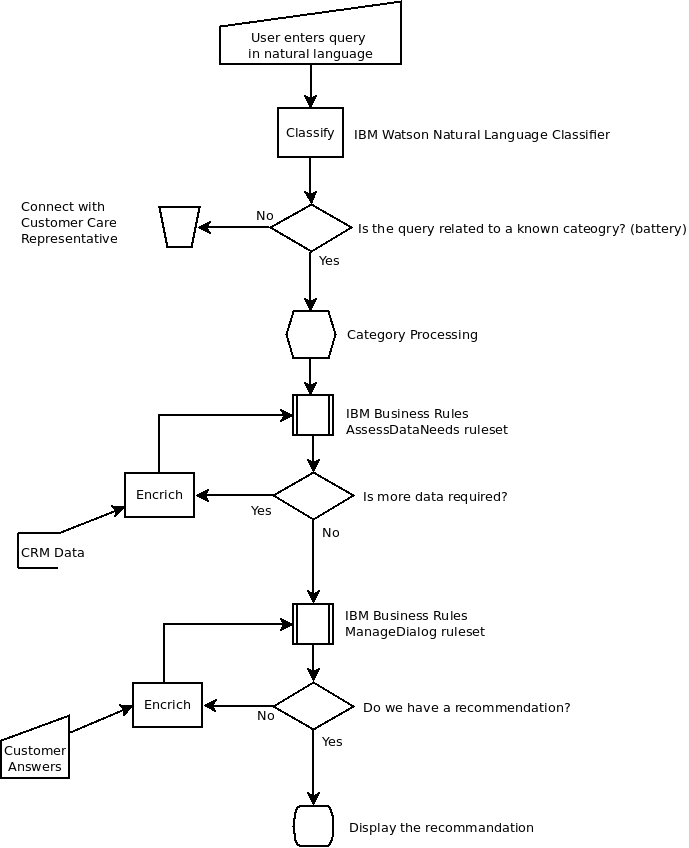 User enters query
in natural language
Classify
IBM Watson Natural Language Classifier
Connect with
Customer Care
Representative
No
Is the query related to a known cateogry? (battery)
Yes
Category Processing
IBM Business Rules
AssessDataNeeds ruleset
Encrich
Is more data required?
Yes
No
CRM Data
IBM Business Rules
ManageDialog ruleset
Encrich
Do we have a recommendation?
No
Yes
Customer
Answers
Display the recommandation